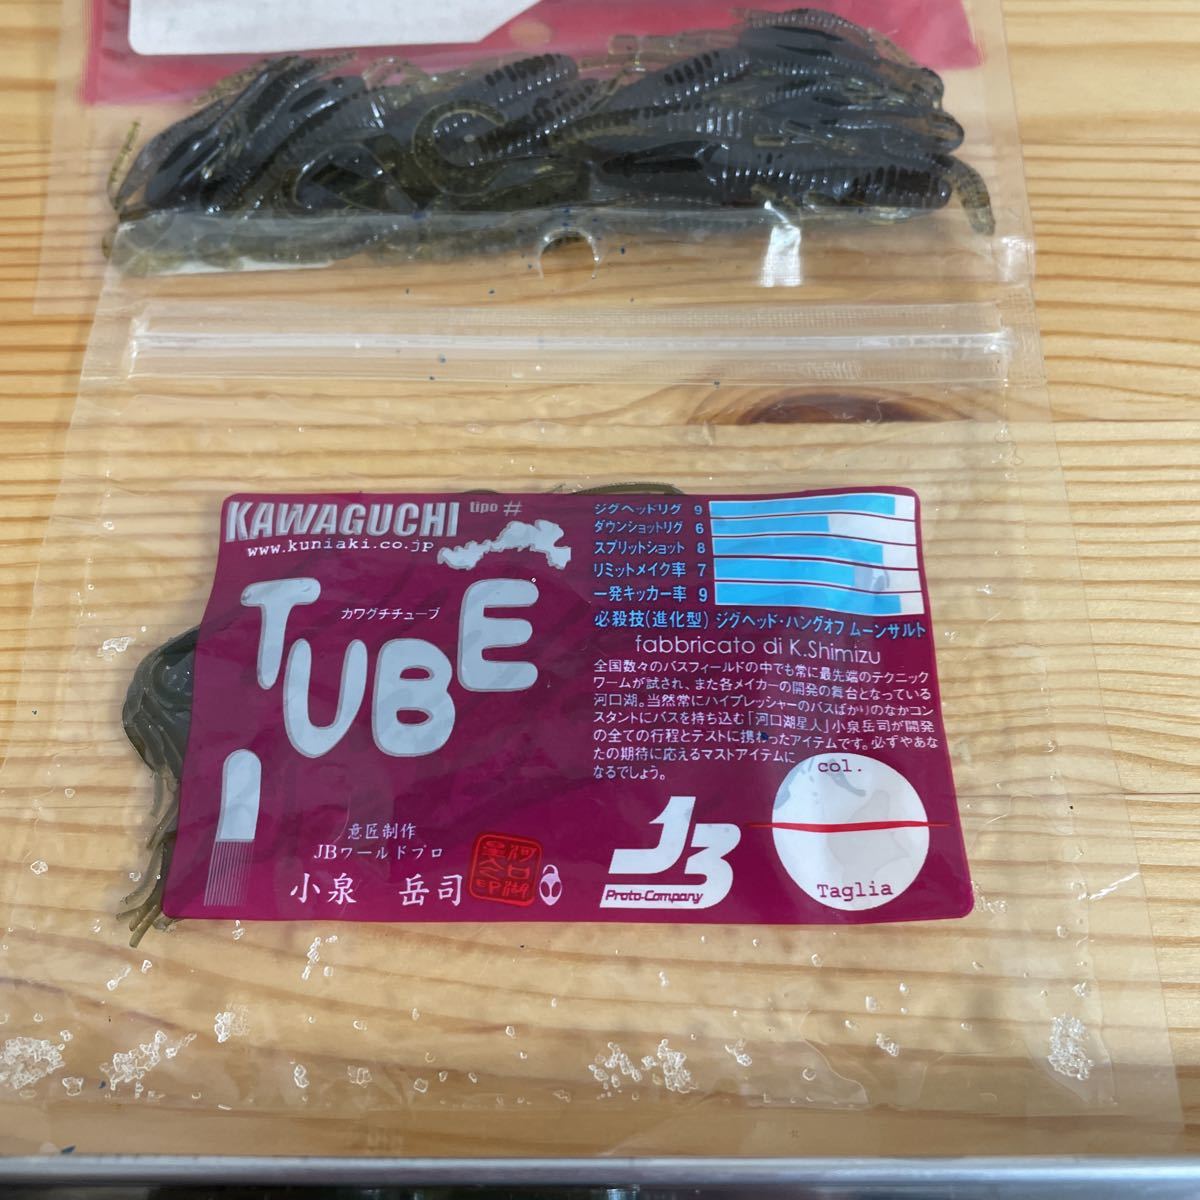 KAWAGUCHI tipo #
www.kuniaki.co.jp
カワグチチューブ
TUBE
意匠制作
JBワールドプロ
小泉 岳司
ジグヘッドリグ 9
ダウンショットリグ 6
スプリットショット 8
リミットメイク率 7
一発キッカー率 9
必殺技(進化型) ジグヘッド・ハングオフ ムーンサルト
fabbricato di K.Shimizu
全国数々のバスフィールドの中でも常に最先端のテクニック
ワームが試され、また各メイカーの開発の舞台となっている
河口湖。当然常にハイプレッシャーのバスばかりのなかコン
スタントにバスを持ち込む「河口湖星人」小泉岳司が開発
の全ての行程とテストに携わったアイテムです。必ずやあな
たの期待に応えるマストアイテムに
なるでしょう。
JB
Proto-Company
col.
Taglia